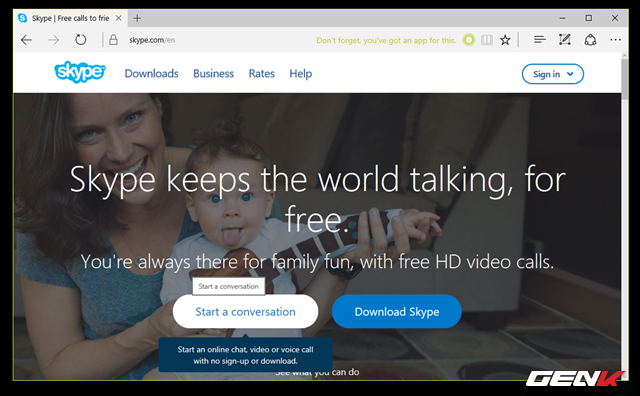 Skype | Free calls to frie
skype.com/en
Don't forget, you've got an app for this.
skype
Downloads Business Rates Help
Sign in
Skype keeps the world talking, for
free.
You're always there for family fun, with free HD video calls.
Start a conversation
Start a conversation Download Skype
Start an online chat, video or voice call
with no sign-up or download.
See what you can do
GENK